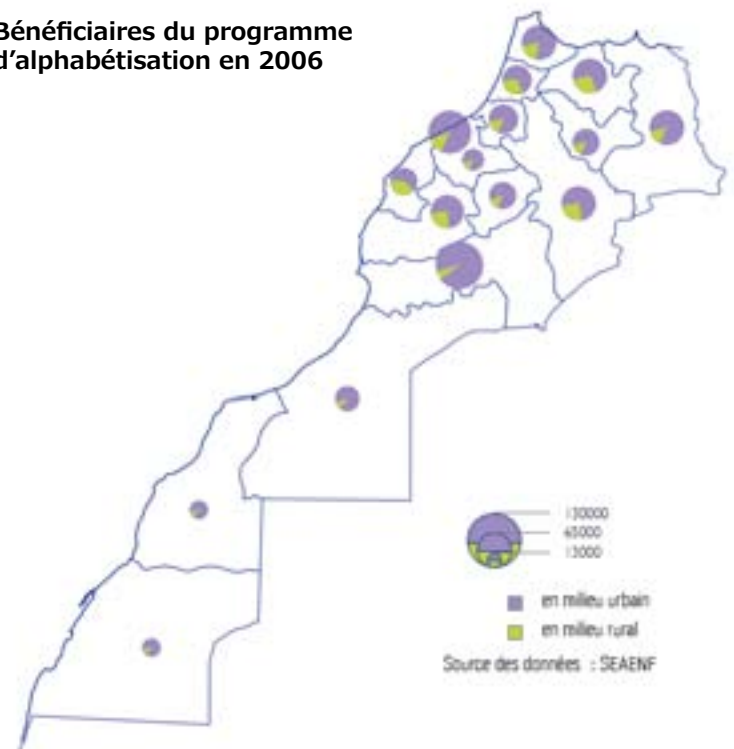 Bénéficiaires du programme
d'alphabétisation en 2006
130000
65000
13000
en milieu urbain
en milieu rural
Source des données : SEAENF